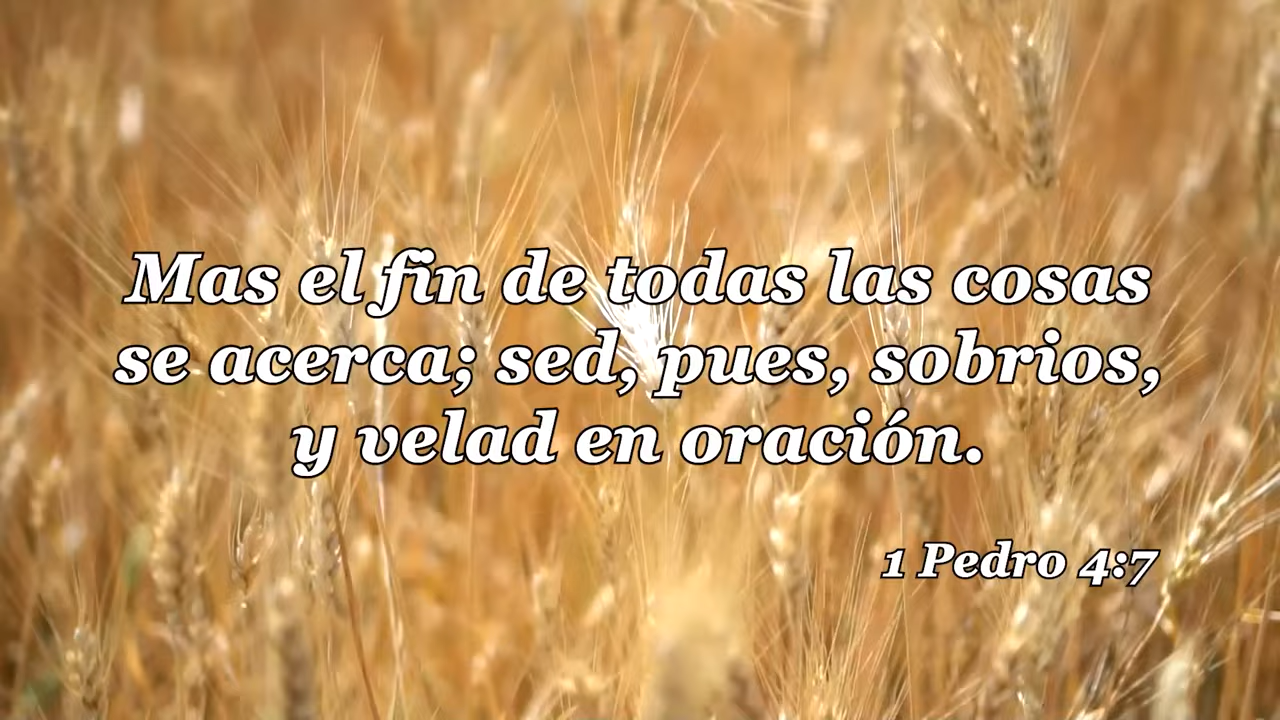 Mas el fin de todas las cosas
se acerca; sed, pues, sobrios,
y velad en oración.
1 Pedro 4:7